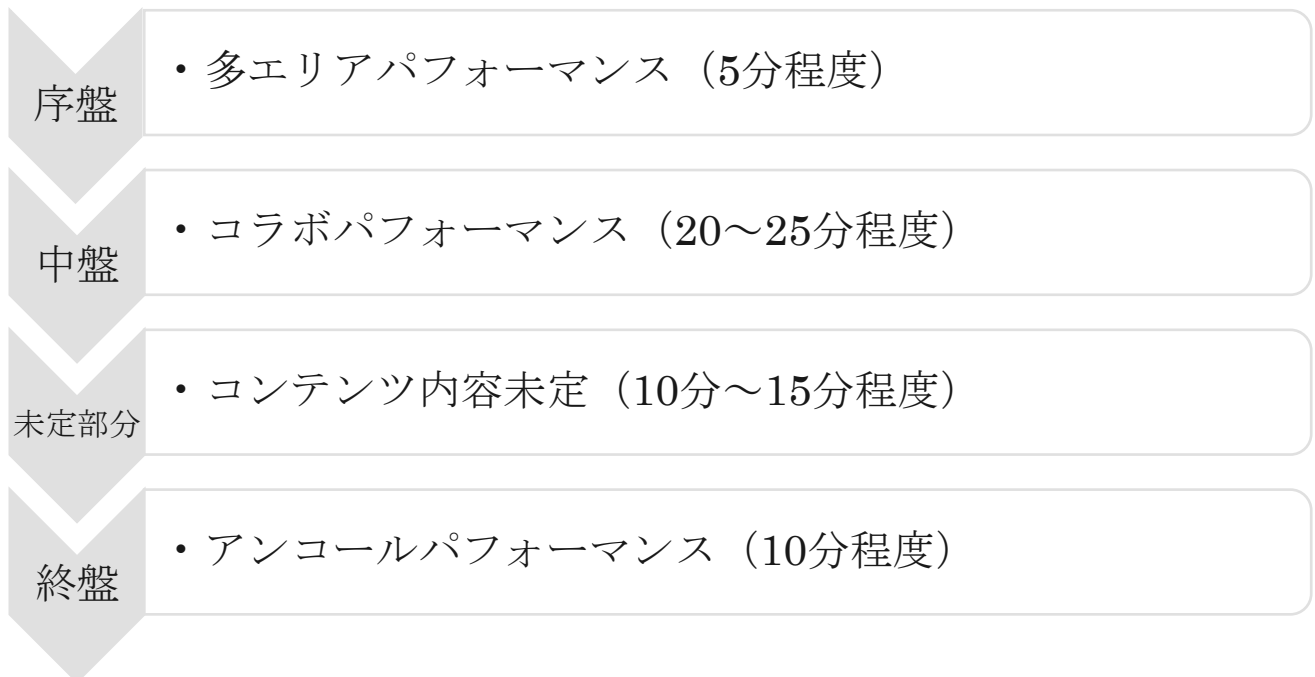 序盤
・多エリアパフォーマンス（5分程度）
中盤
・コラボパフォーマンス（20～25分程度）
未定部分
・コンテンツ内容未定（10分～15分程度）
終盤
・アンコールパフォーマンス（10分程度）